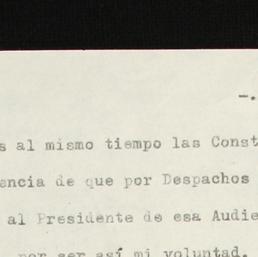 -.
s al mismo tiempo las Const
encia de que por Despachos
al Presidente de esa Audie
por ser así mi voluntad.